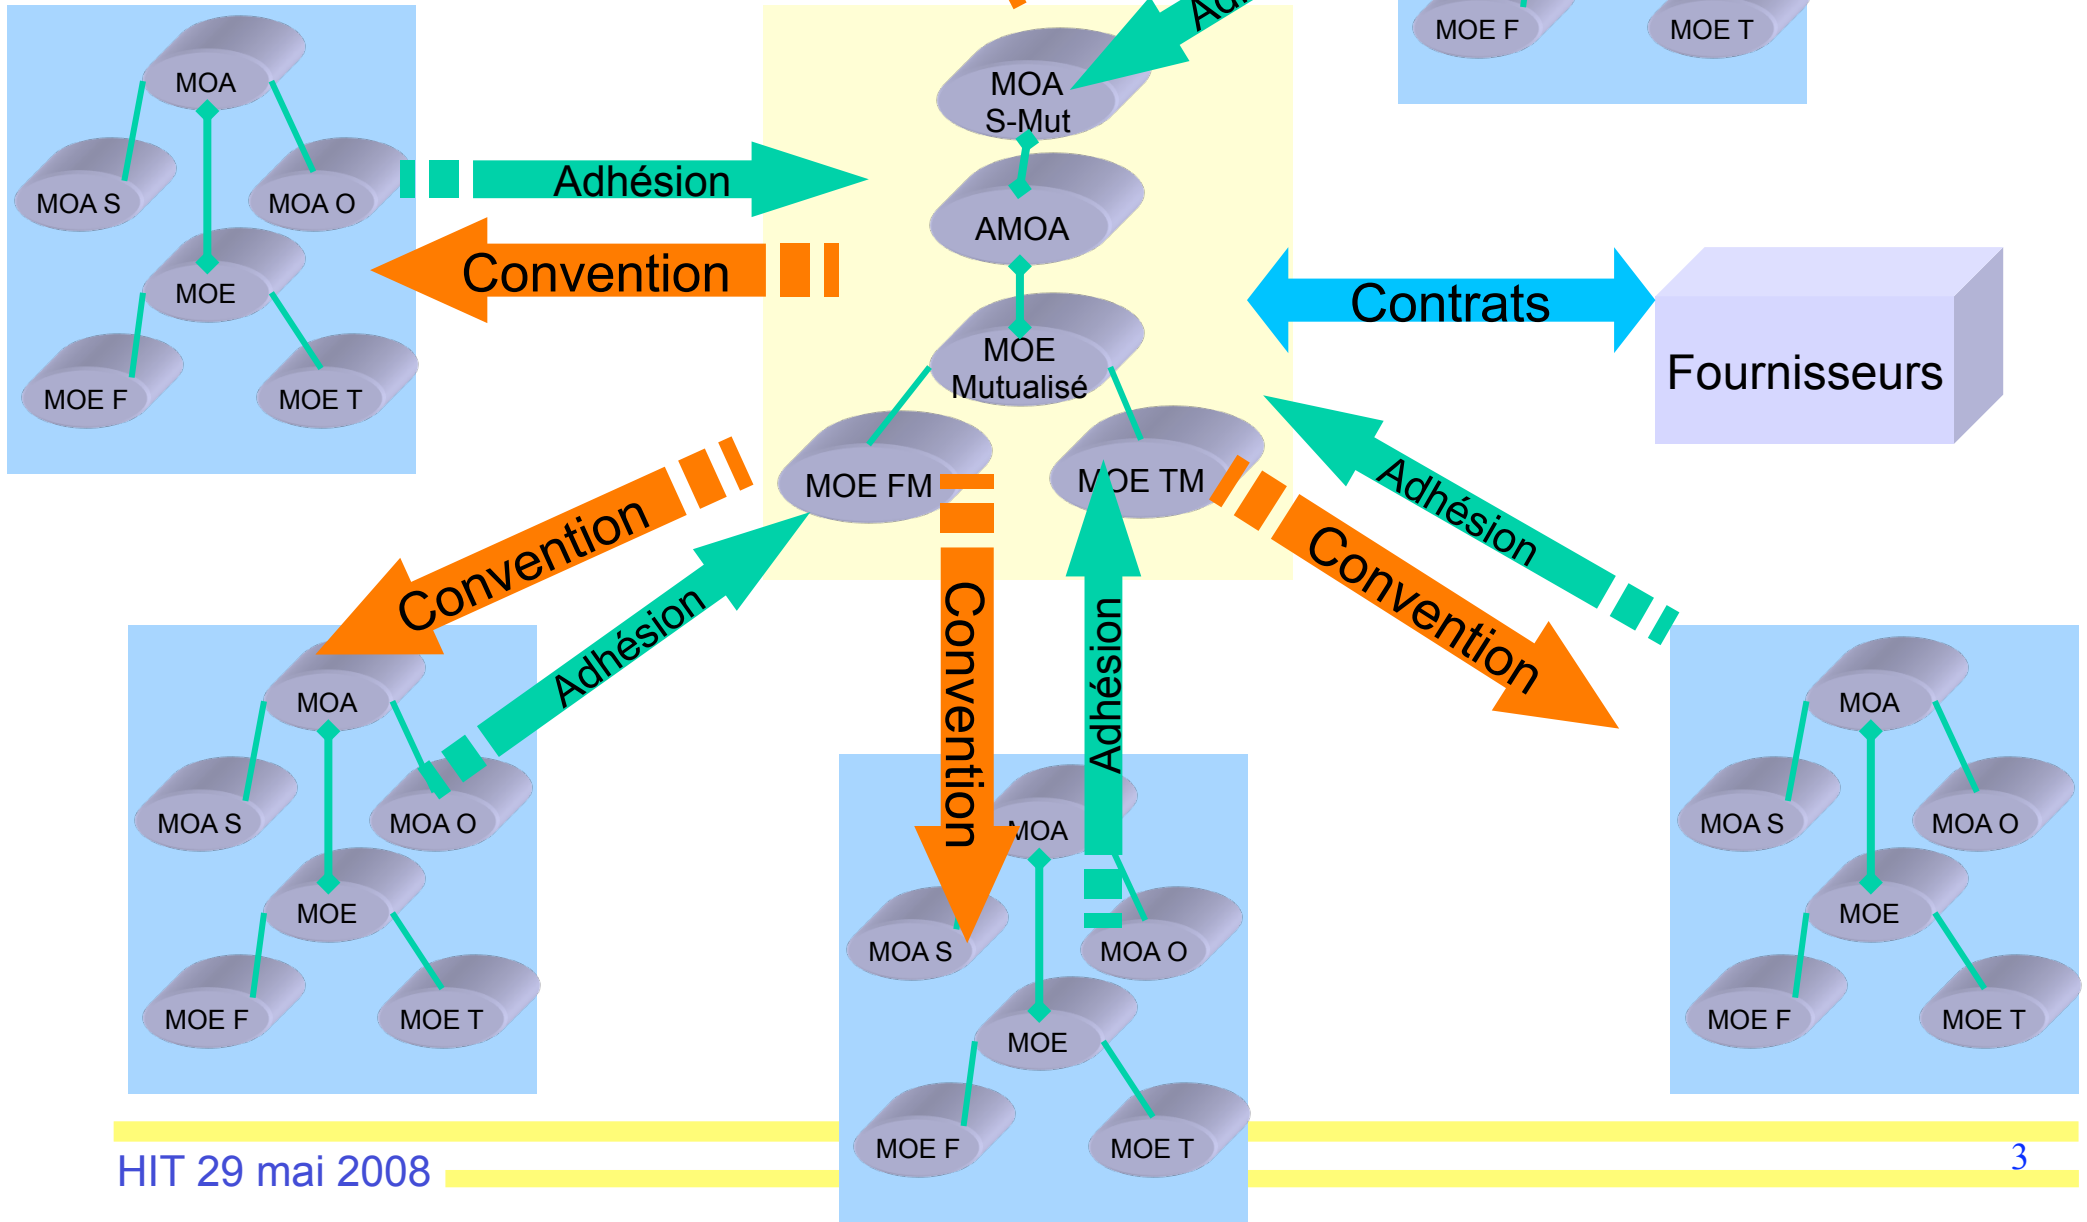 MOE F
MOE T
MOA
MOA S
MOA O
MOE
MOE F
MOE T
Adhésion
Convention
MOA
S-Mut
AMOA
MOE
Mutualisé
MOE FM
MOE TM
Contrats
Fournisseurs
Convention
Adhésion
Convention
Adhésion
Adhésion
Convention
MOA
MOA S
MOA O
MOE
MOE F
MOE T
MOA
MOA S
MOA O
MOE
MOE F
MOE T
MOA
MOA S
MOA O
MOE
MOE F
MOE T
HIT 29 mai 2008
3